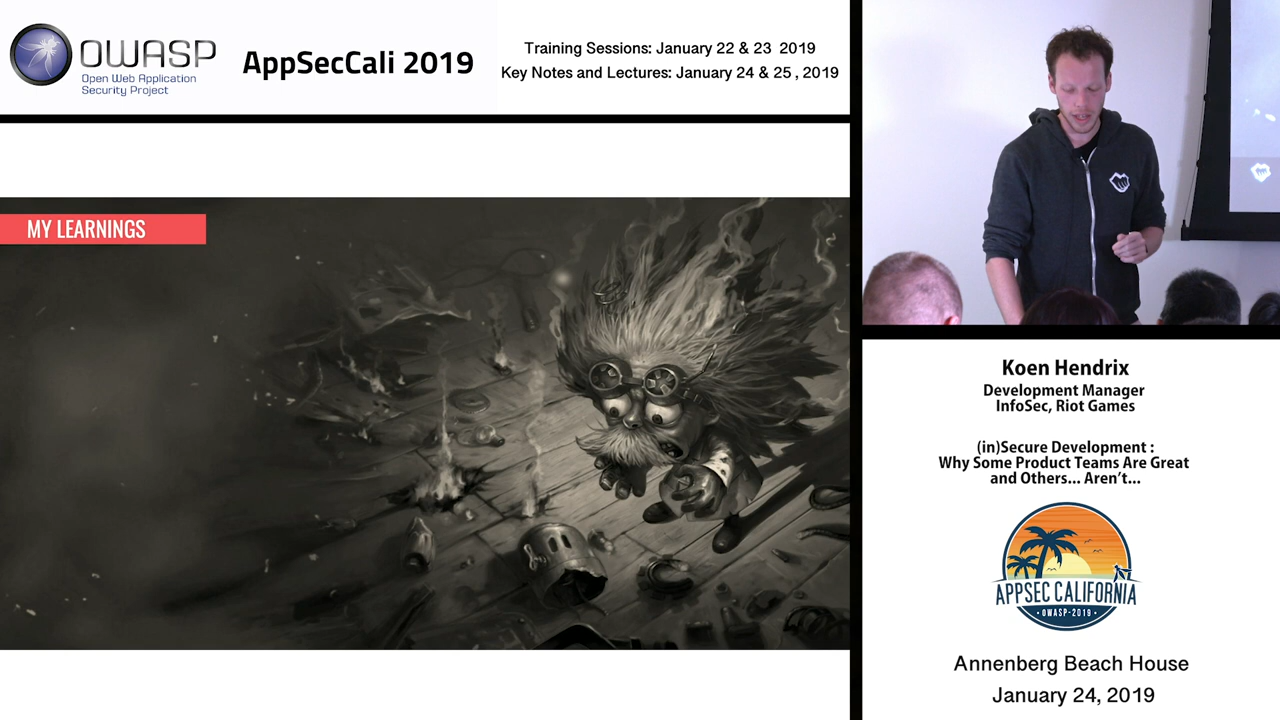 OWASP
Open Web Application
Security Project
AppSecCali 2019
Training Sessions: January 22 & 23 2019
Key Notes and Lectures: January 24 & 25 , 2019
MY LEARNINGS
Koen Hendrix
Development Manager
InfoSec, Riot Games
(in)Secure Development :
Why Some Product Teams Are Great
and Others... Aren't...
APPSEC CALIFORNIA
• OWASP-2019 •
Annenberg Beach House
January 24, 2019